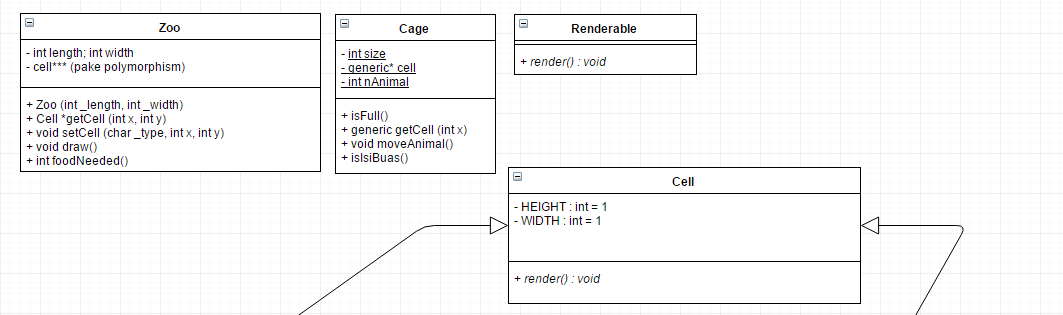 Zoo
- int length; int width
- cell*** (pake polymorphism)
+ Zoo (int _length, int _width)
+ Cell *getCell (int x, int y)
+ void setCell (char _type, int x, int y)
+ void draw()
+ int foodNeeded()
Cage
- int size
- generic* cell
- int nAnimal
+ isFull()
+ generic getCell (int x)
+ void moveAnimal()
+ isIsiBuas()
Renderable
+ render() : void
Cell
- HEIGHT : int = 1
- WIDTH : int = 1
+ render() : void